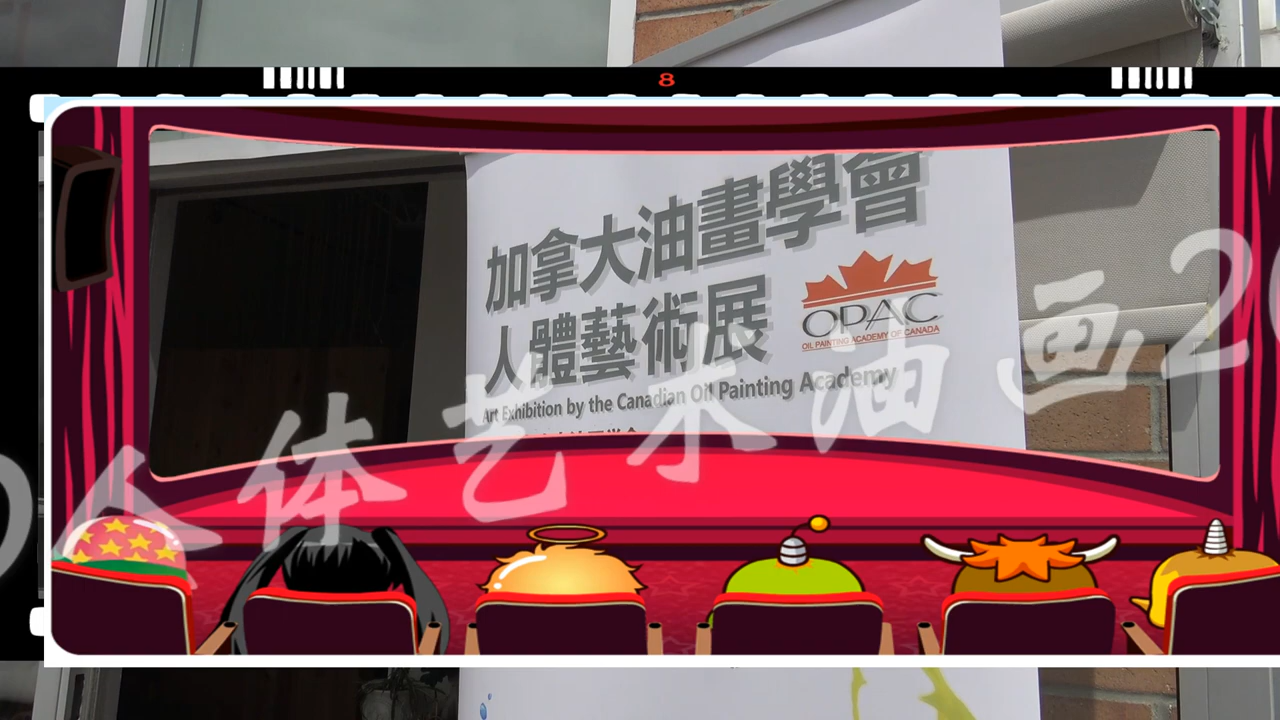 8
加拿大油畫學會
人體藝術展
OPAC
OIL PAINTING ACADEMY OF CANADA
Art Exhibition by the Canadian Oil Painting Academy
人体艺术油画2